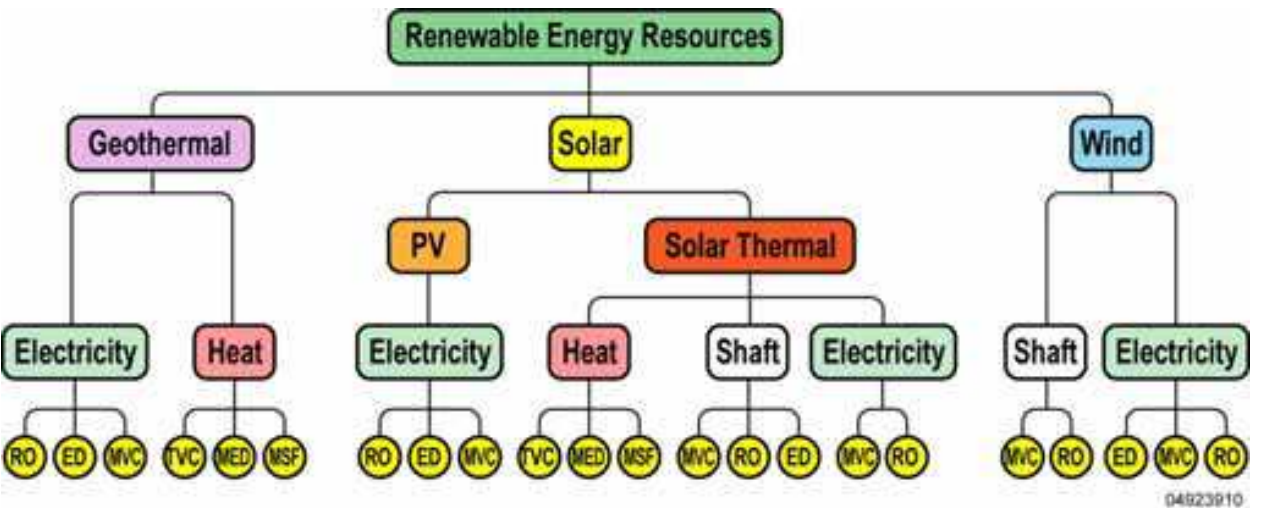 Renewable Energy Resources
Geothermal Solar Wind
PV Solar Thermal
Electricity Heat Electricity Heat Shaft Electricity Shaft Electricity
RO ED MVC TVC MED MSF RO ED MVC TVC MED MSF MVC RO ED MVC RO MVC RO ED MVC RO
04923910